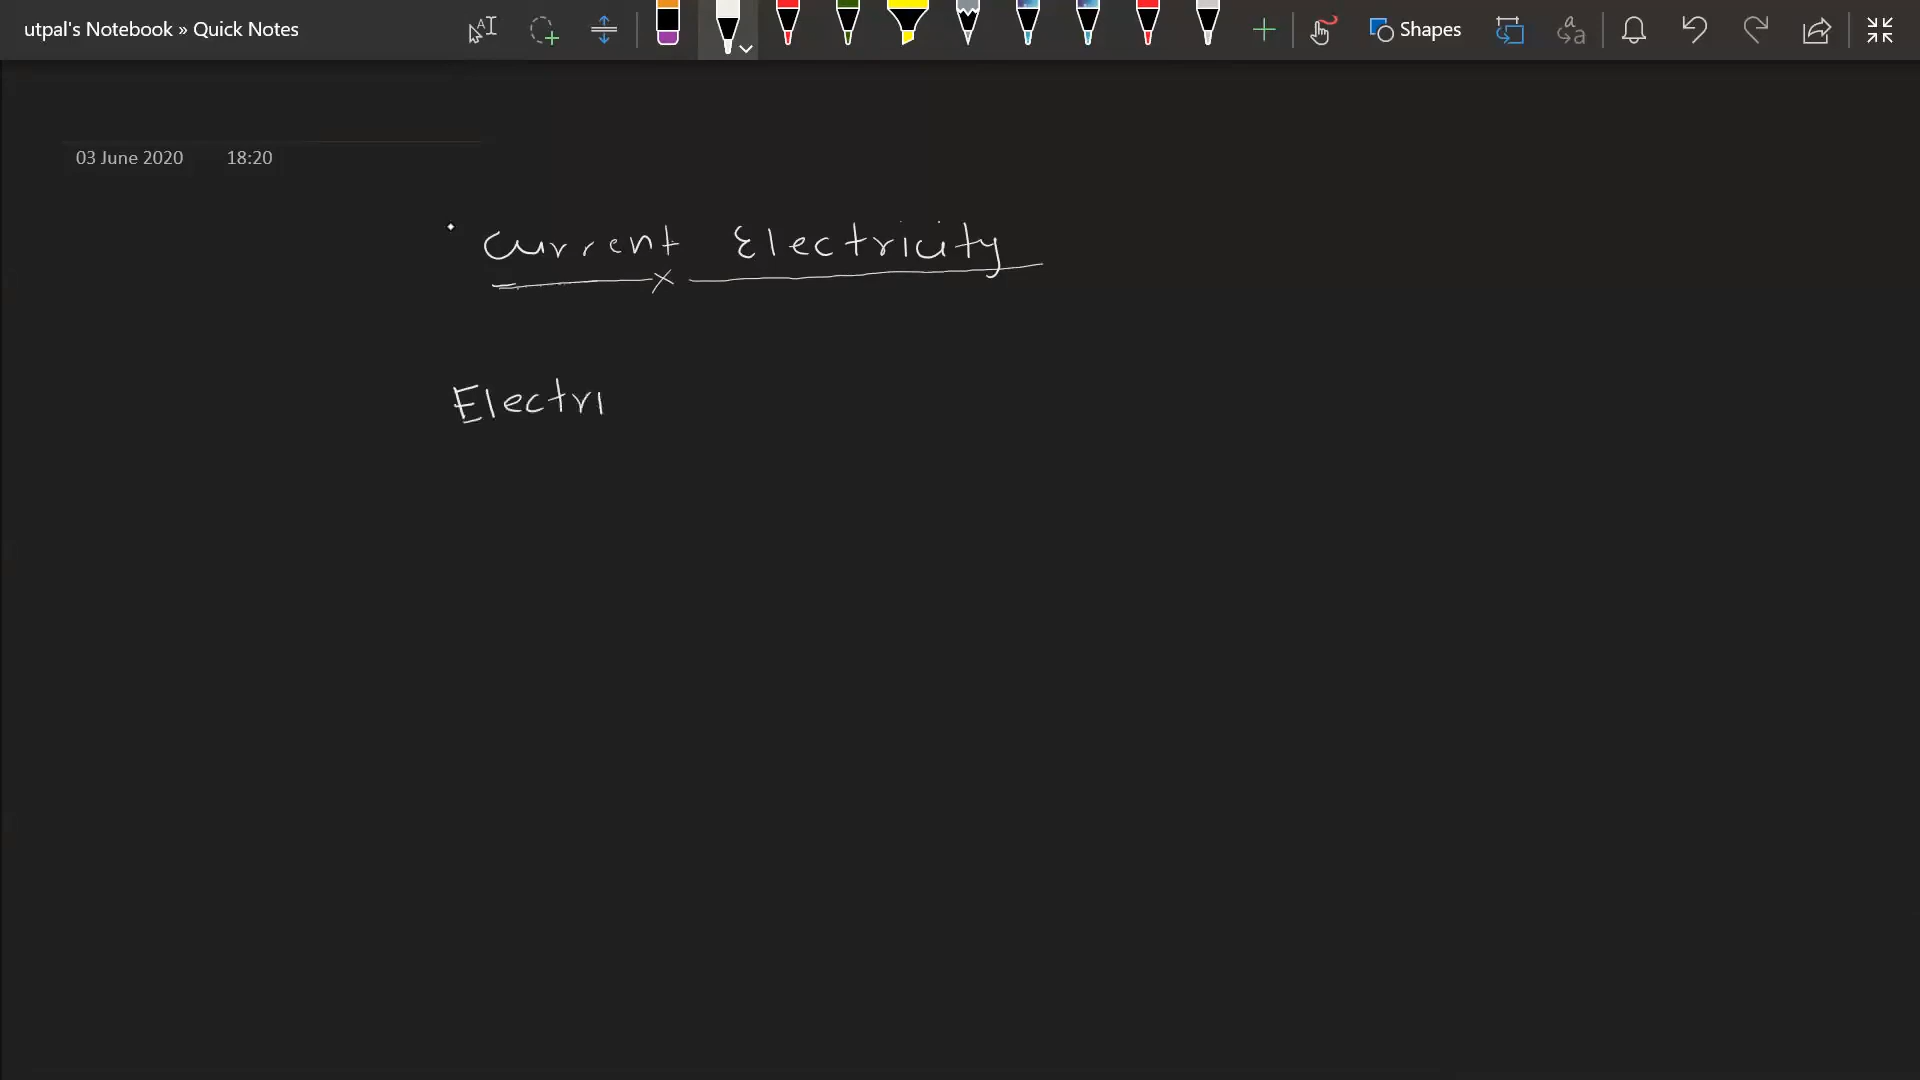 utpal's Notebook » Quick Notes
Shapes
03 June 2020 18:20
Current Electricity
Electri